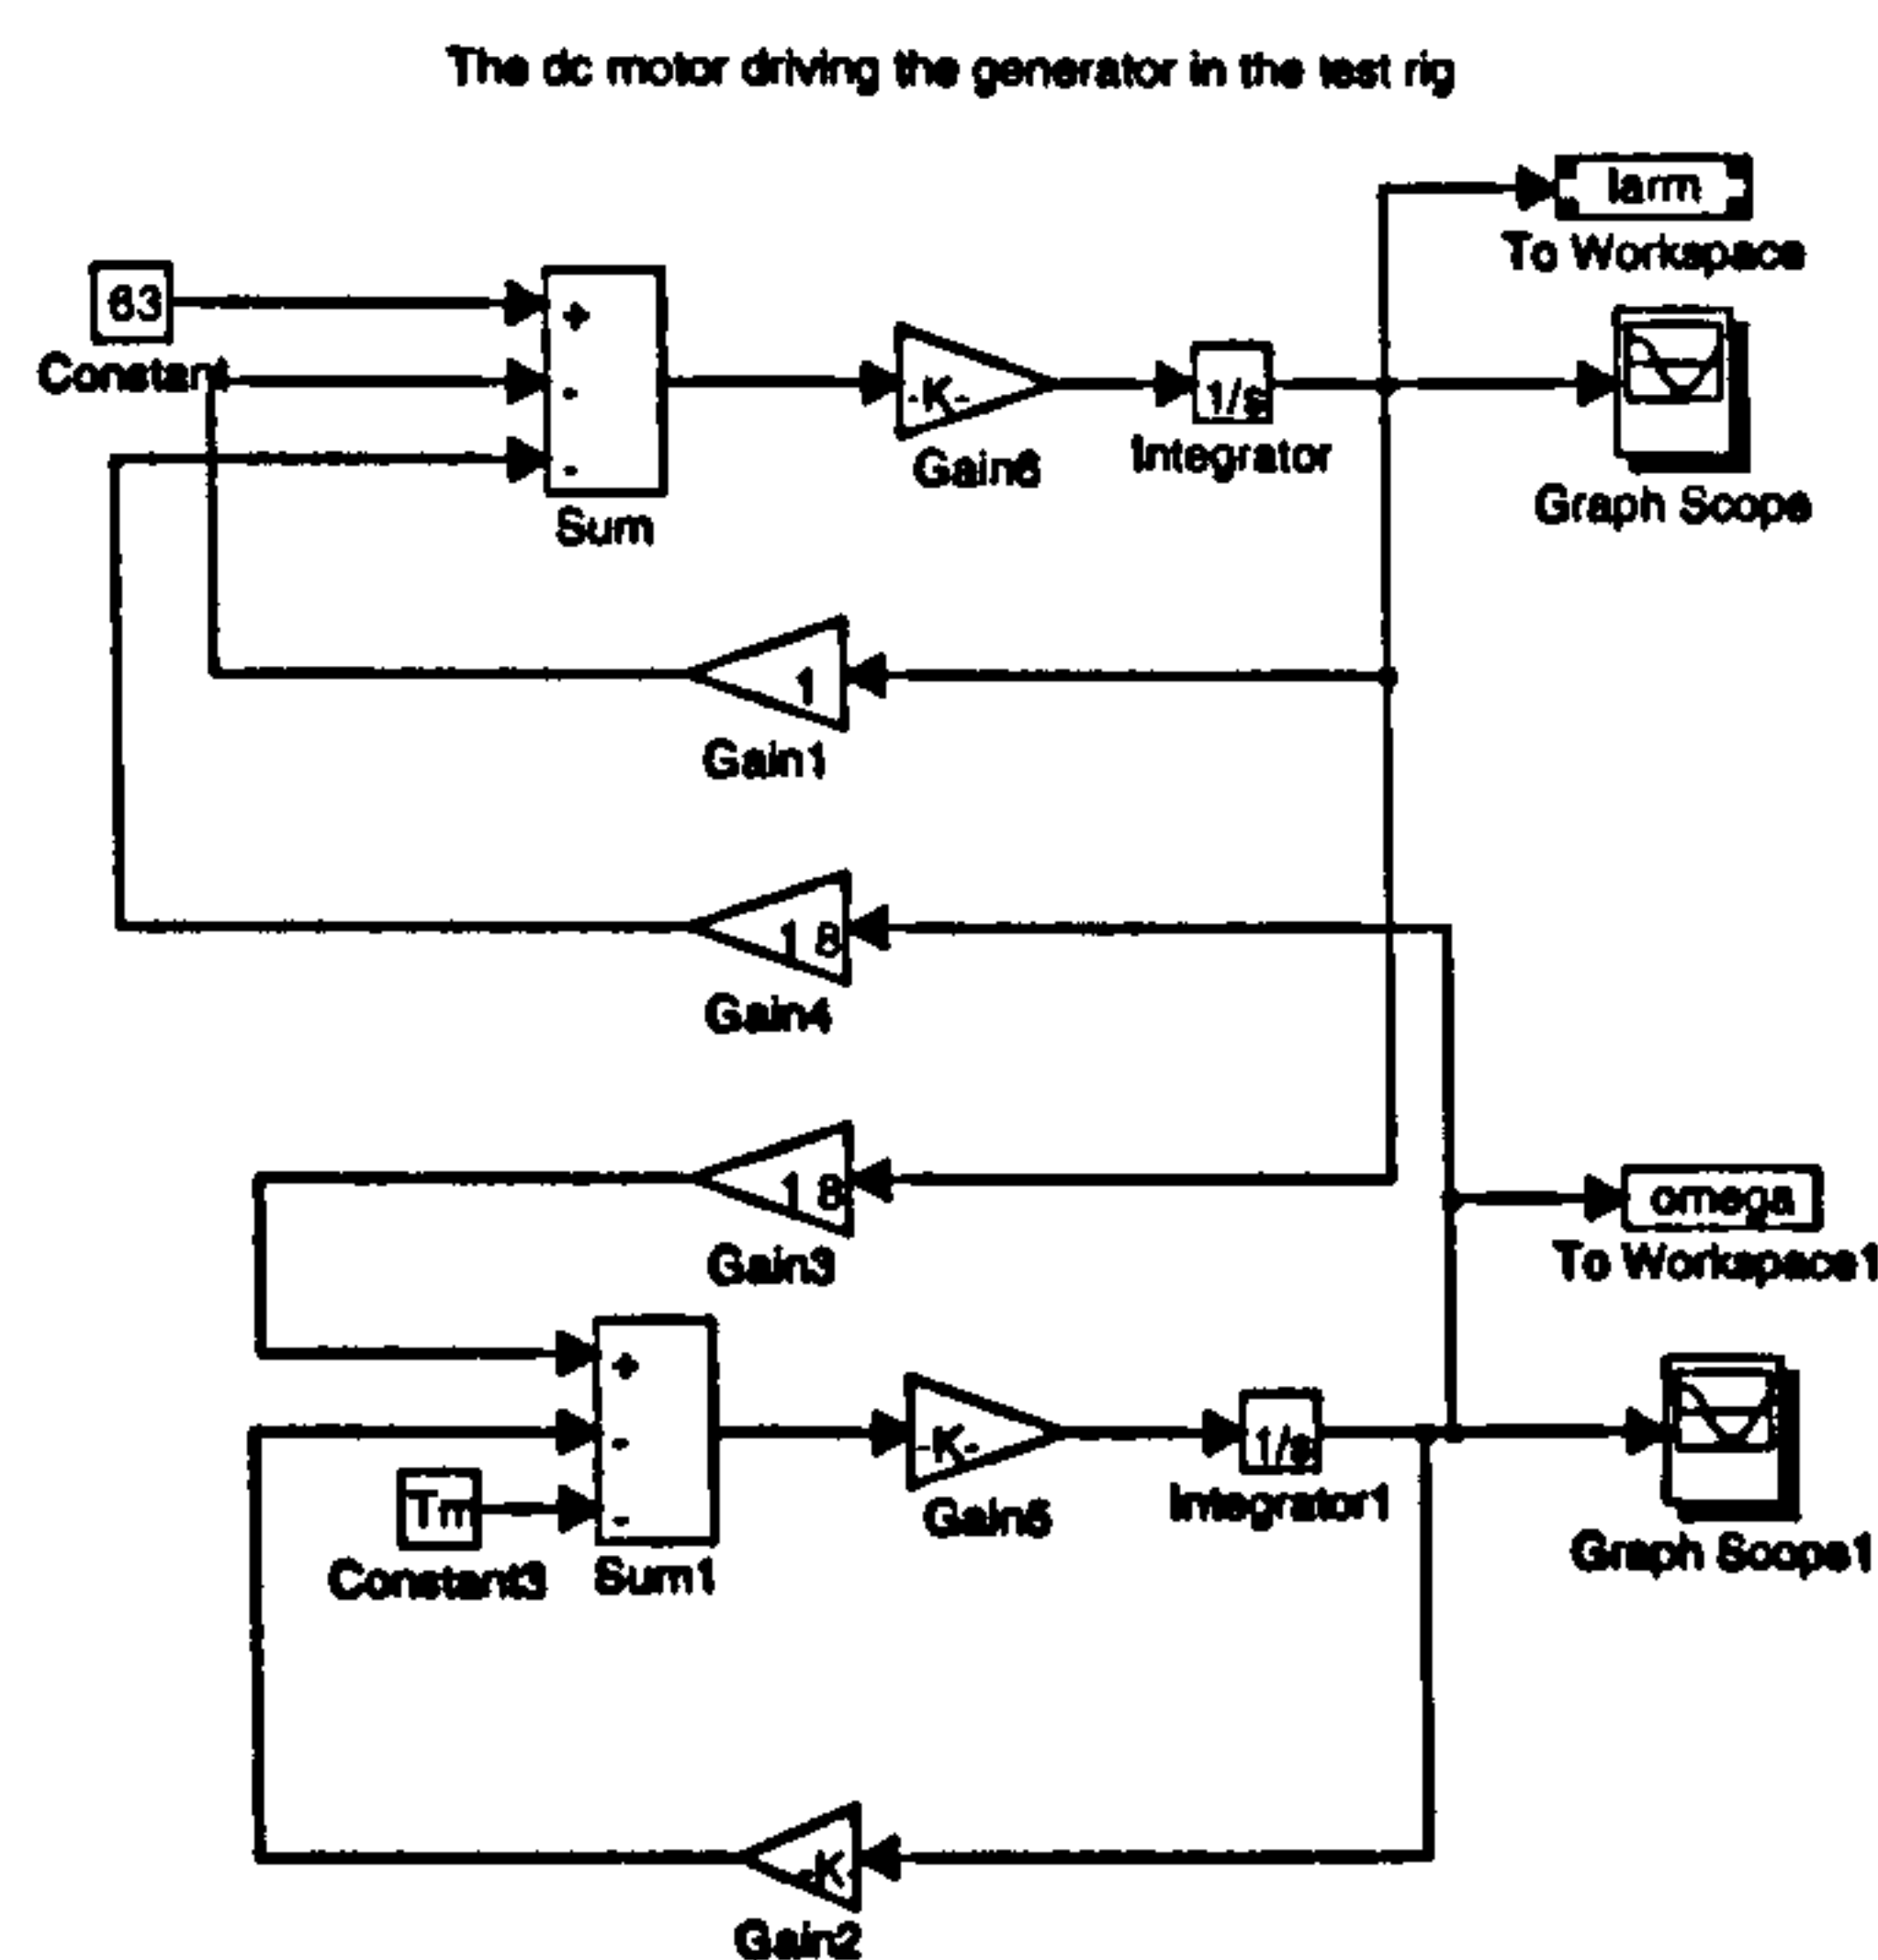 The dc motor driving the generator in the test rig
Iarm
To Workspace
63
Constant
+
-
-
Sum
-K-
Gain6
1/s
Integrator
Graph Scope
1
Gain1
1.8
Gain4
1.8
Gain3
omega
To Workspace1
+
-
-
Tm
Constant3
Sum1
-K-
Gain5
1/s
Integrator1
Graph Scope1
-K-
Gain2